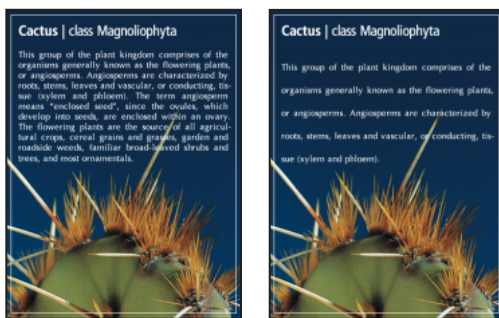 Cactus | class Magnoliophyta
This group of the plant kingdom comprises of the
organisms generally known as the flowering plants,
or angiosperms. Angiosperms are characterized by
roots, stems, leaves and vascular, or conducting, tis-
sue (xylem and phloem). The term angiosperm
means "enclosed seed", since the ovules, which
develop into seeds, are enclosed within an ovary.
The flowering plants are the source of all agricul-
tural crops, cereal grains and grasses, garden and
roadside weeds, familiar broad-leaved shrubs and
trees, and most ornamentals.
Cactus | class Magnoliophyta
This group of the plant kingdom comprises of the
organisms generally known as the flowering plants,
or angiosperms. Angiosperms are characterized by
roots, stems, leaves and vascular, or conducting, tis-
sue (xylem and phloem).